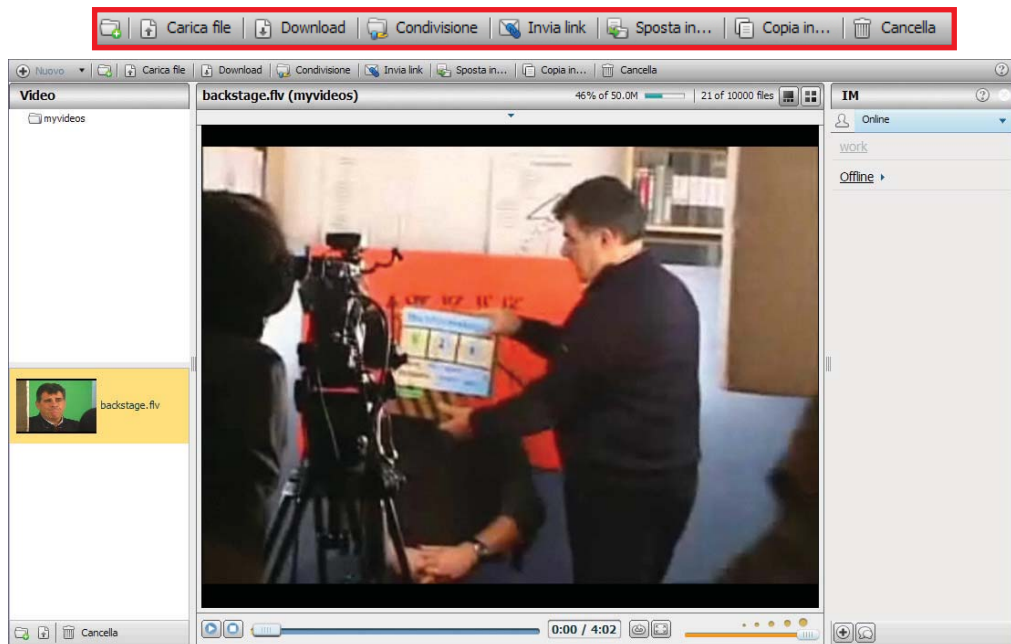 Carica file Download Condivisione Invia link Sposta in... Copia in... Cancella
Nuovo Carica file Download Condivisione Invia link Sposta in... Copia in... Cancella
Video
backstage.flv (myvideos) 46% of 50.0M 21 of 10000 files
IM
myvideos
Online
work
Offline
backstage.flv
Cancella
0:00 / 4:02